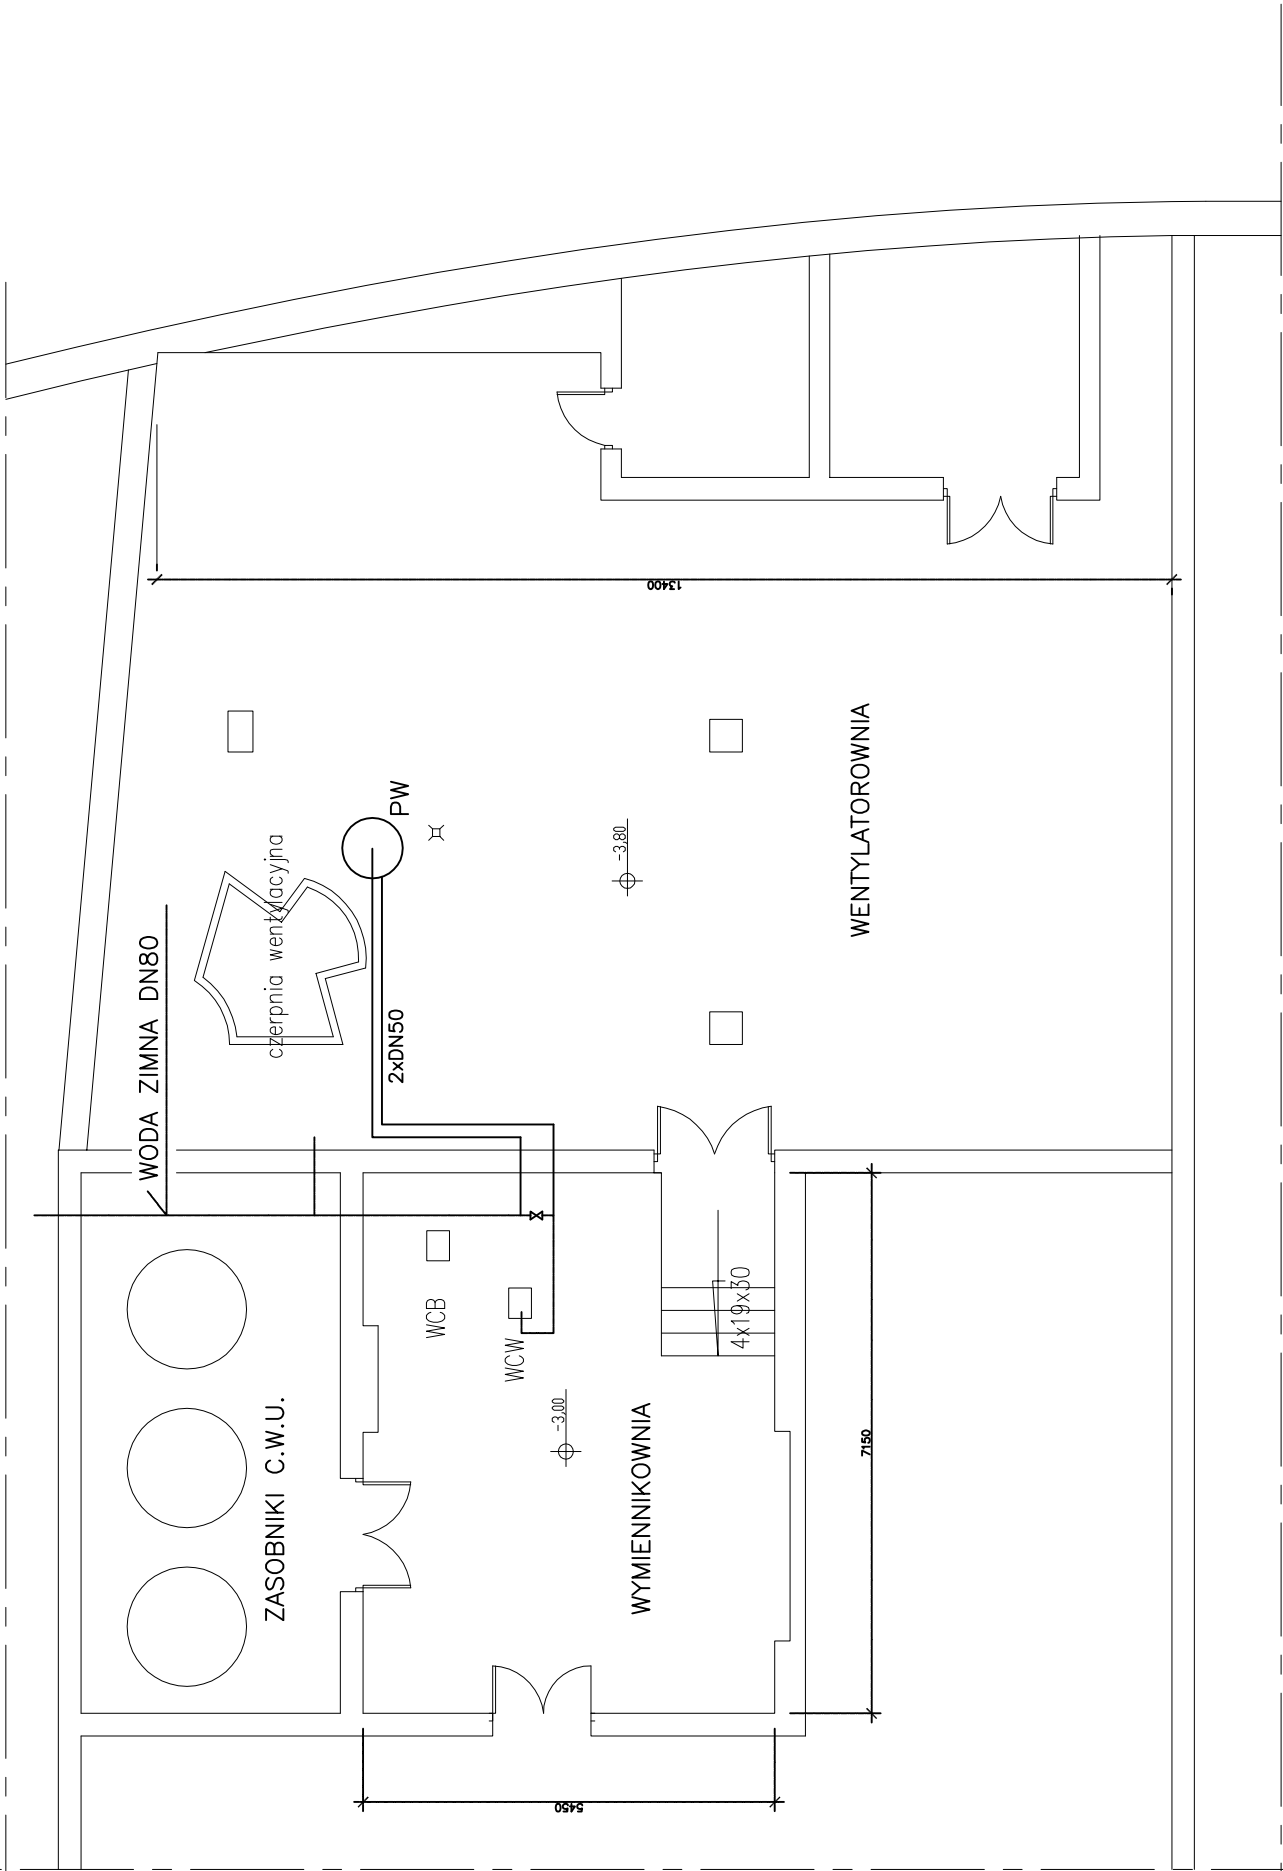 WODA ZIMNA DN80
czerpnia wentylacyjna
PW
2xDN50
-3,80
WENTYLATOROWNIA
13400
ZASOBNIKI C.W.U.
WCB
WCW
-3,00
WYMIENNIKOWNIA
4x19x30
7150
5450